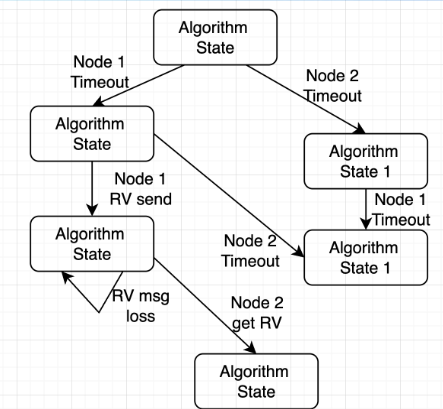 Algorithm
State
Node 1
Timeout
Node 2
Timeout
Algorithm
State
Algorithm
State 1
Node 1
RV send
Node 1
Timeout
Algorithm
State
Node 2
Timeout
Algorithm
State 1
RV msg
loss
Node 2
get RV
Algorithm
State